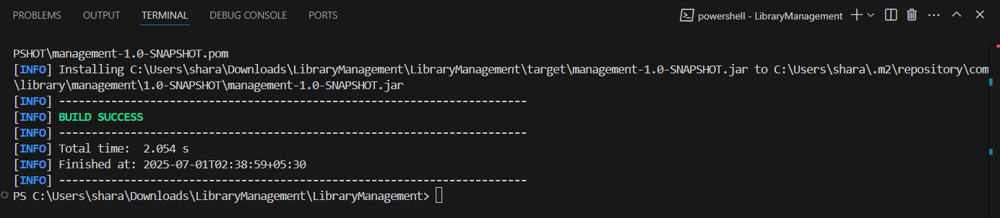 PROBLEMS OUTPUT TERMINAL DEBUG CONSOLE PORTS powershell - LibraryManagement
PSHOT\management-1.0-SNAPSHOT.pom
[INFO] Installing C:\Users\shara\Downloads\LibraryManagement\LibraryManagement\target\management-1.0-SNAPSHOT.jar to C:\Users\shara\.m2\repository\com
\library\management\1.0-SNAPSHOT\management-1.0-SNAPSHOT.jar
[INFO] ------------------------------------------------------------------------
[INFO] BUILD SUCCESS
[INFO] ------------------------------------------------------------------------
[INFO] Total time:  2.054 s
[INFO] Finished at: 2025-07-01T02:38:59+05:30
[INFO] ------------------------------------------------------------------------
PS C:\Users\shara\Downloads\LibraryManagement\LibraryManagement>